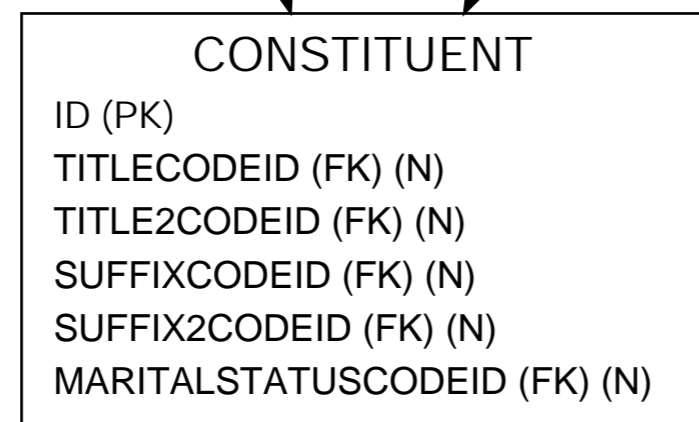 CONSTITUENT
ID (PK)
TITLECODEID (FK) (N)
TITLE2CODEID (FK) (N)
SUFFIXCODEID (FK) (N)
SUFFIX2CODEID (FK) (N)
MARITALSTATUSCODEID (FK) (N)